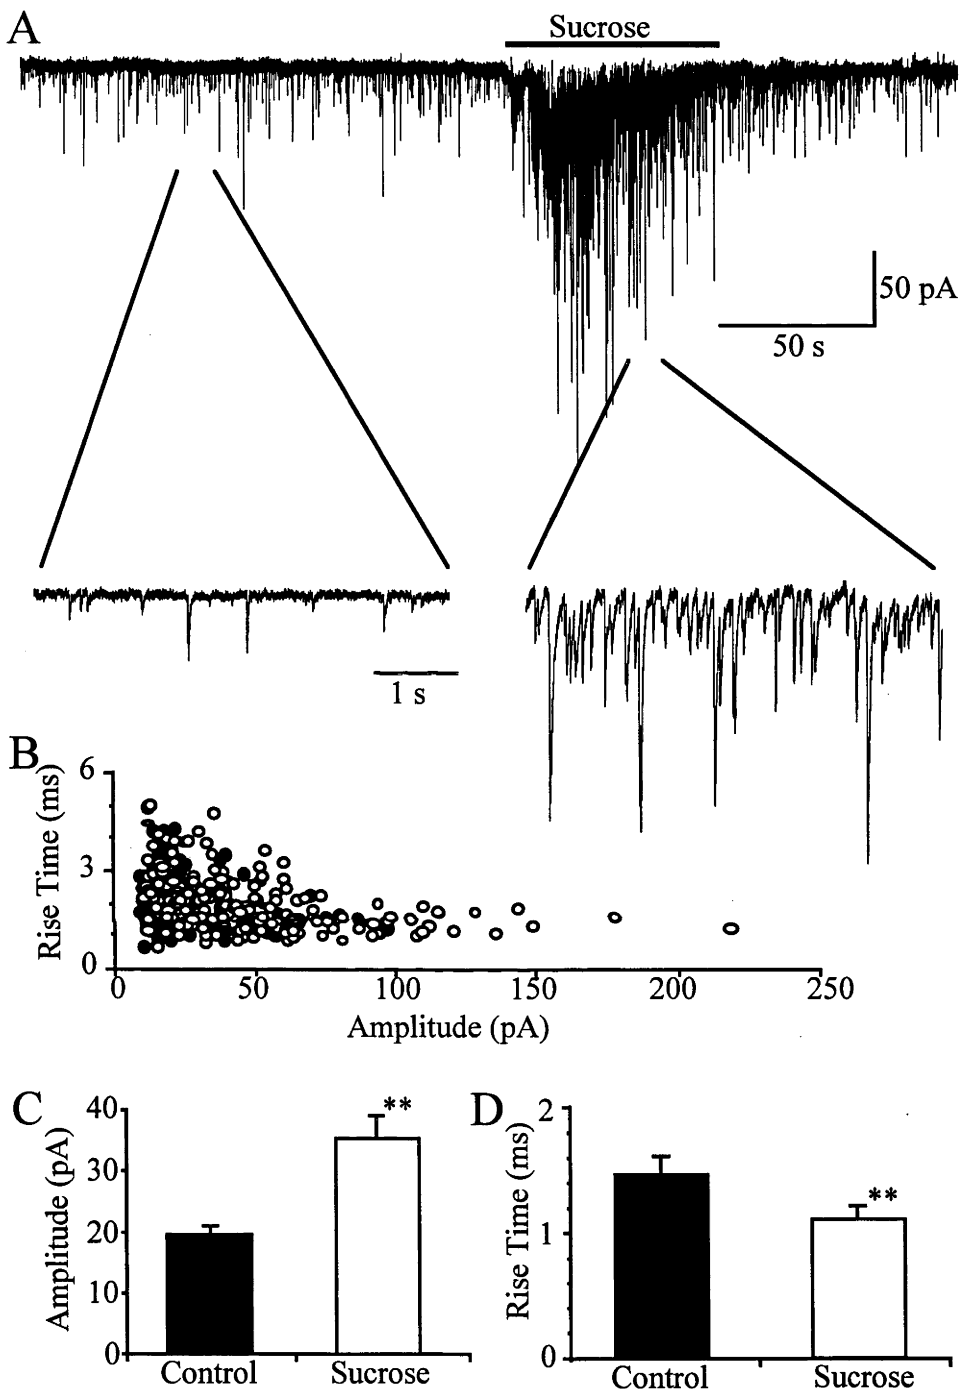 A
Sucrose
50 pA
50 s
1 s
B
Rise Time (ms)
6
3
0
0 50 100 150 200 250
Amplitude (pA)
C
Amplitude (pA)
40
30
20
10
0
**
Control Sucrose
D
Rise Time (ms)
2
1
0
**
Control Sucrose